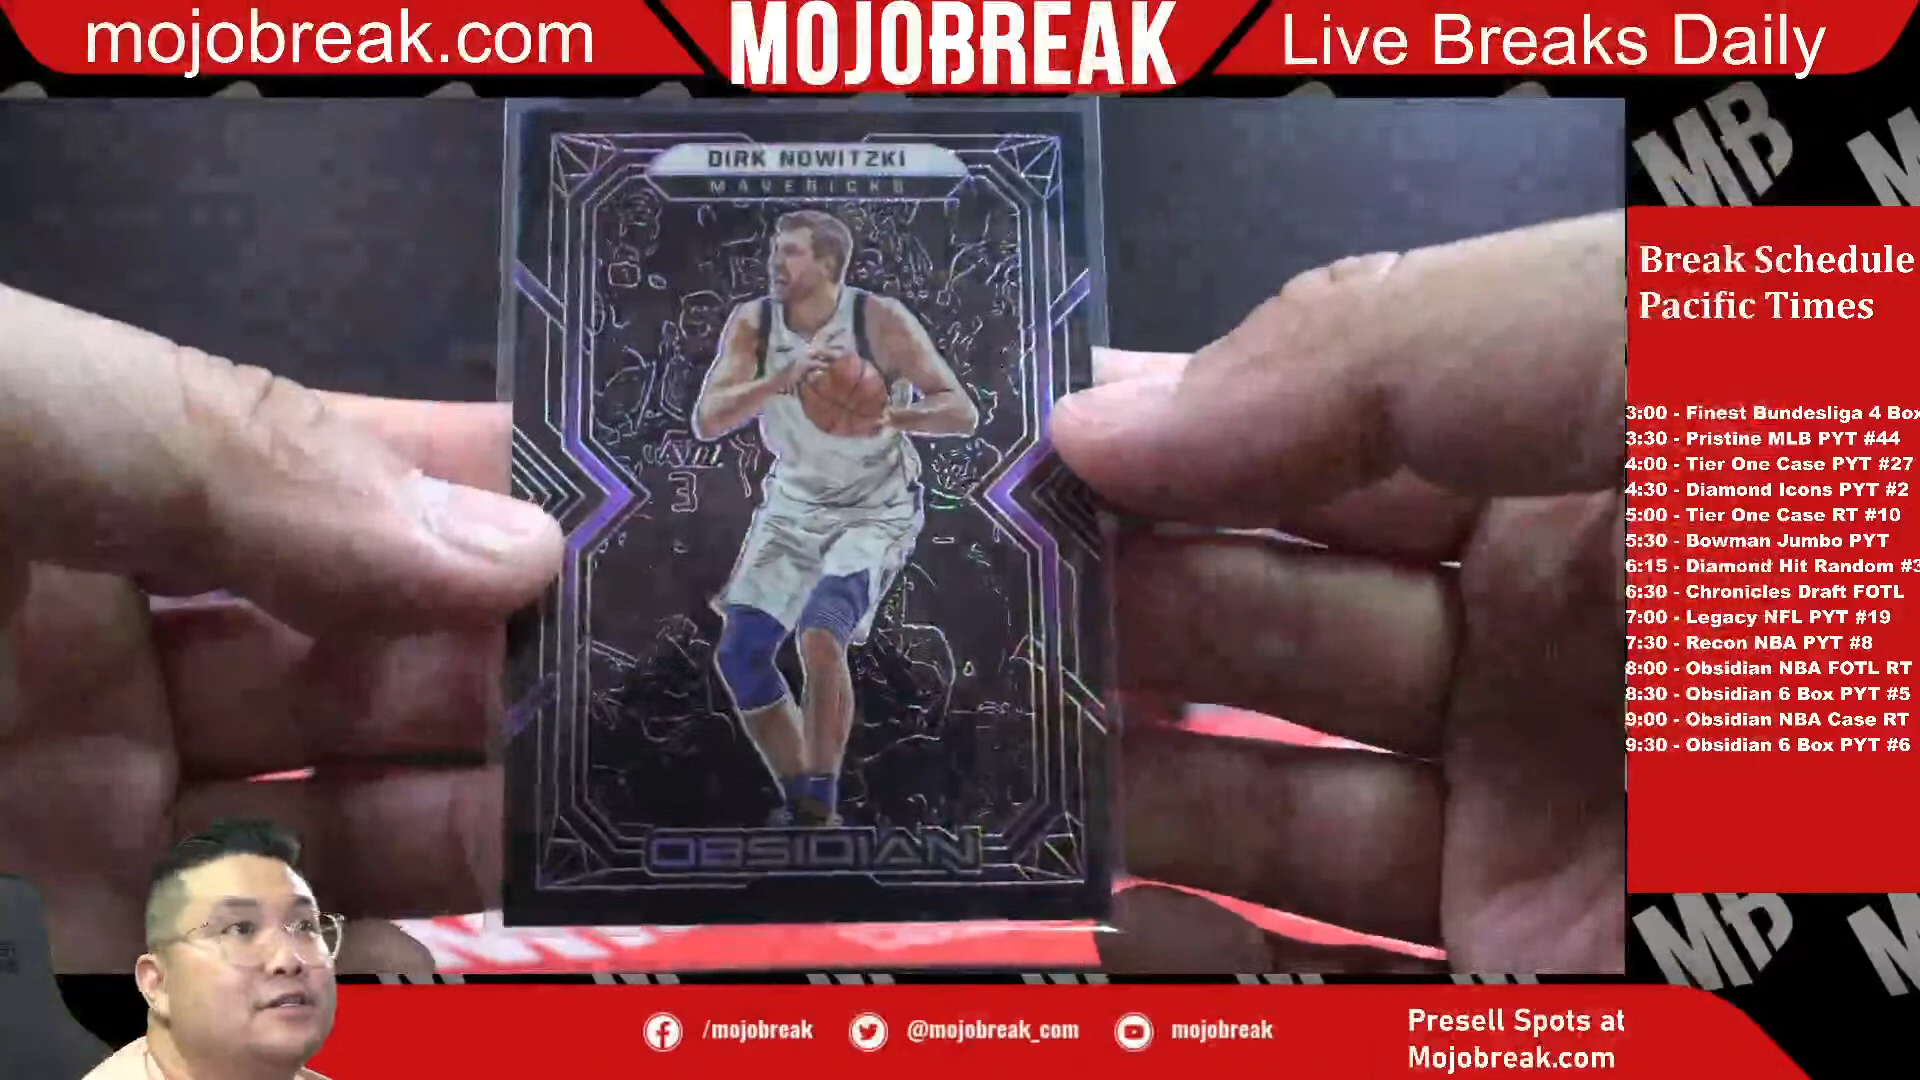 mojobreak.com
MOJOBREAK
Live Breaks Daily
DIRK NOWITZKI
MAVERICKS
3
OBSIDIAN
MB
Break Schedule
Pacific Times
3:00 - Finest Bundesliga 4 Box
3:30 - Pristine MLB PYT #44
4:00 - Tier One Case PYT #27
4:30 - Diamond Icons PYT #2
5:00 - Tier One Case RT #10
5:30 - Bowman Jumbo PYT
6:15 - Diamond Hit Random #3
6:30 - Chronicles Draft FOTL
7:00 - Legacy NFL PYT #19
7:30 - Recon NBA PYT #8
8:00 - Obsidian NBA FOTL RT
8:30 - Obsidian 6 Box PYT #5
9:00 - Obsidian NBA Case RT
9:30 - Obsidian 6 Box PYT #6
MB
/mojobreak
@mojobreak_com
mojobreak
Presell Spots at
Mojobreak.com